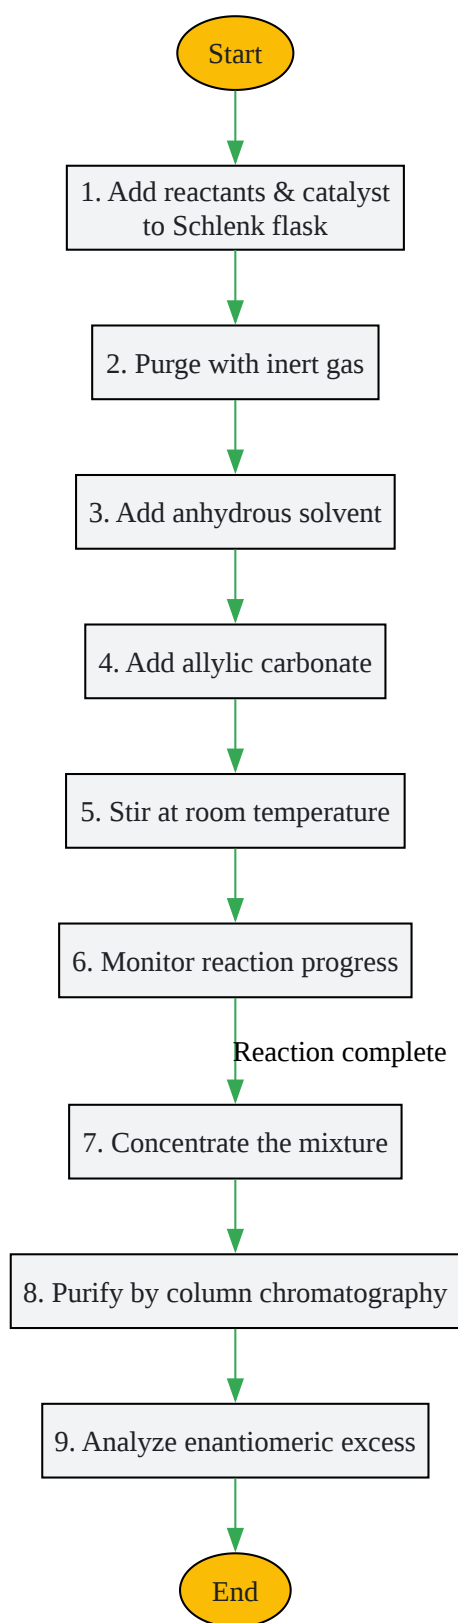 Start
1. Add reactants & catalyst
to Schlenk flask
2. Purge with inert gas
3. Add anhydrous solvent
4. Add allylic carbonate
5. Stir at room temperature
6. Monitor reaction progress
Reaction complete
7. Concentrate the mixture
8. Purify by column chromatography
9. Analyze enantiomeric excess
End